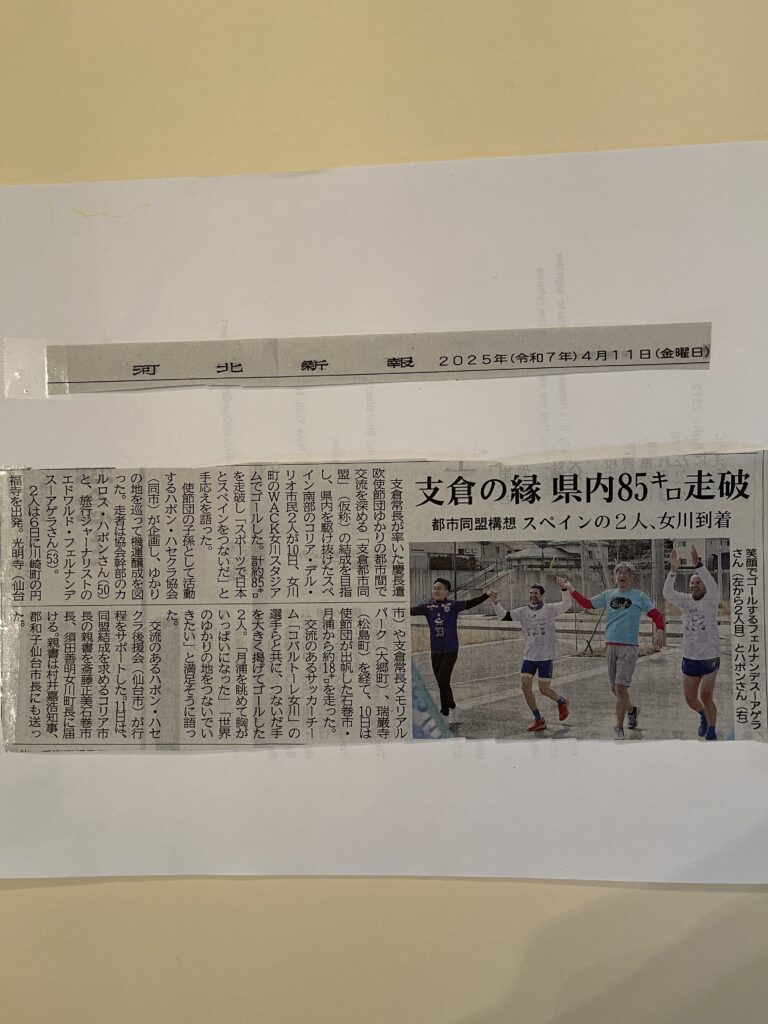 河北新報 2025年(令和7年)4月11日(金曜日)
支倉の縁 県内85㌔走破
都市同盟構想 スペインの2人、女川到着
笑顔でゴールするフェルナンデスーアゲラ
さん（左から2人目）とハポンさん（右）
支倉常長が率いた慶長遣
欧使節団ゆかりの都市間で
交流を深める「支倉都市同
盟」（仮称）の結成を目指
し、県内を駆け抜けたスペ
イン南部のコリア・デル・
リオ市民2人が10日、女川
町のWACK女川スタジア
ムでゴールした。計約85㌔
を走破し「スポーツで日本
とスペインをつないだ」と
手応えを語った。
使節団の子孫として活動
するハポン・ハセクラ協会
（同市）が企画し、ゆかり
の地を巡って機運醸成を図
った。走者は協会幹部のカ
ルロス・ハポンさん(50)
と、旅行ジャーナリストの
エドワルド・フェルナンデ
スーアゲラさん(53)。
2人は6日に川崎町の円
福寺を出発。光明寺（仙台
市）や支倉常長メモリアル
パーク（大郷町）、瑞巌寺
（松島町）を経て、10日は
使節団が出帆した石巻市・
月浦から約18㌔を走った。
交流のあるサッカーチー
ム「コバルトーレ女川」の
選手らと共に、つないだ手
を大きく掲げてゴールした
2人。「月浦を眺めて胸が
いっぱいになった」「世界
のゆかりの地をつないでい
きたい」と満足そうに語っ
た。
交流のあるハポン・ハセ
クラ後援会（仙台市）が行
程をサポートした。11日は、
同盟結成を求めるコリア市
長の親書を斎藤正美石巻市
長、須田善明女川町長に届
ける。親書は村井嘉浩知事、
郡和子仙台市長にも送っ
た。
33